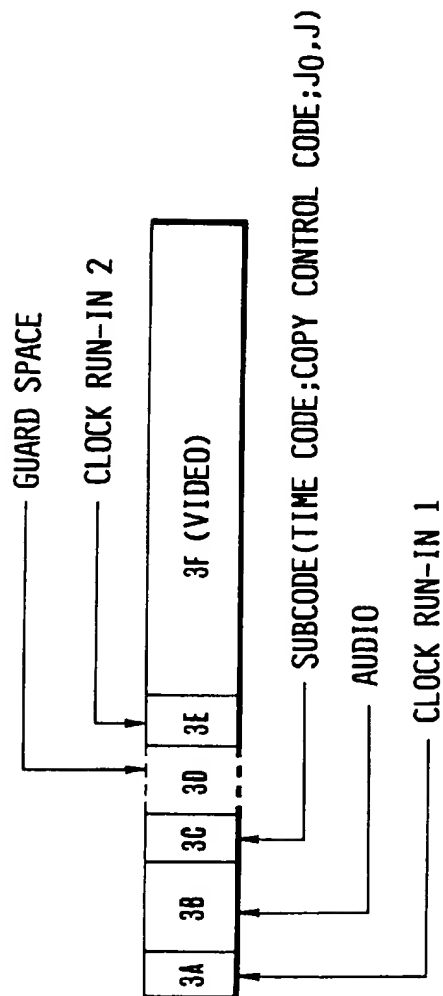 GUARD SPACE
CLOCK RUN-IN 2
3A 3B 3C 3D 3E 3F (VIDEO)
SUBCODE(TIME CODE;COPY CONTROL CODE;J0,J)
AUDIO
CLOCK RUN-IN 1